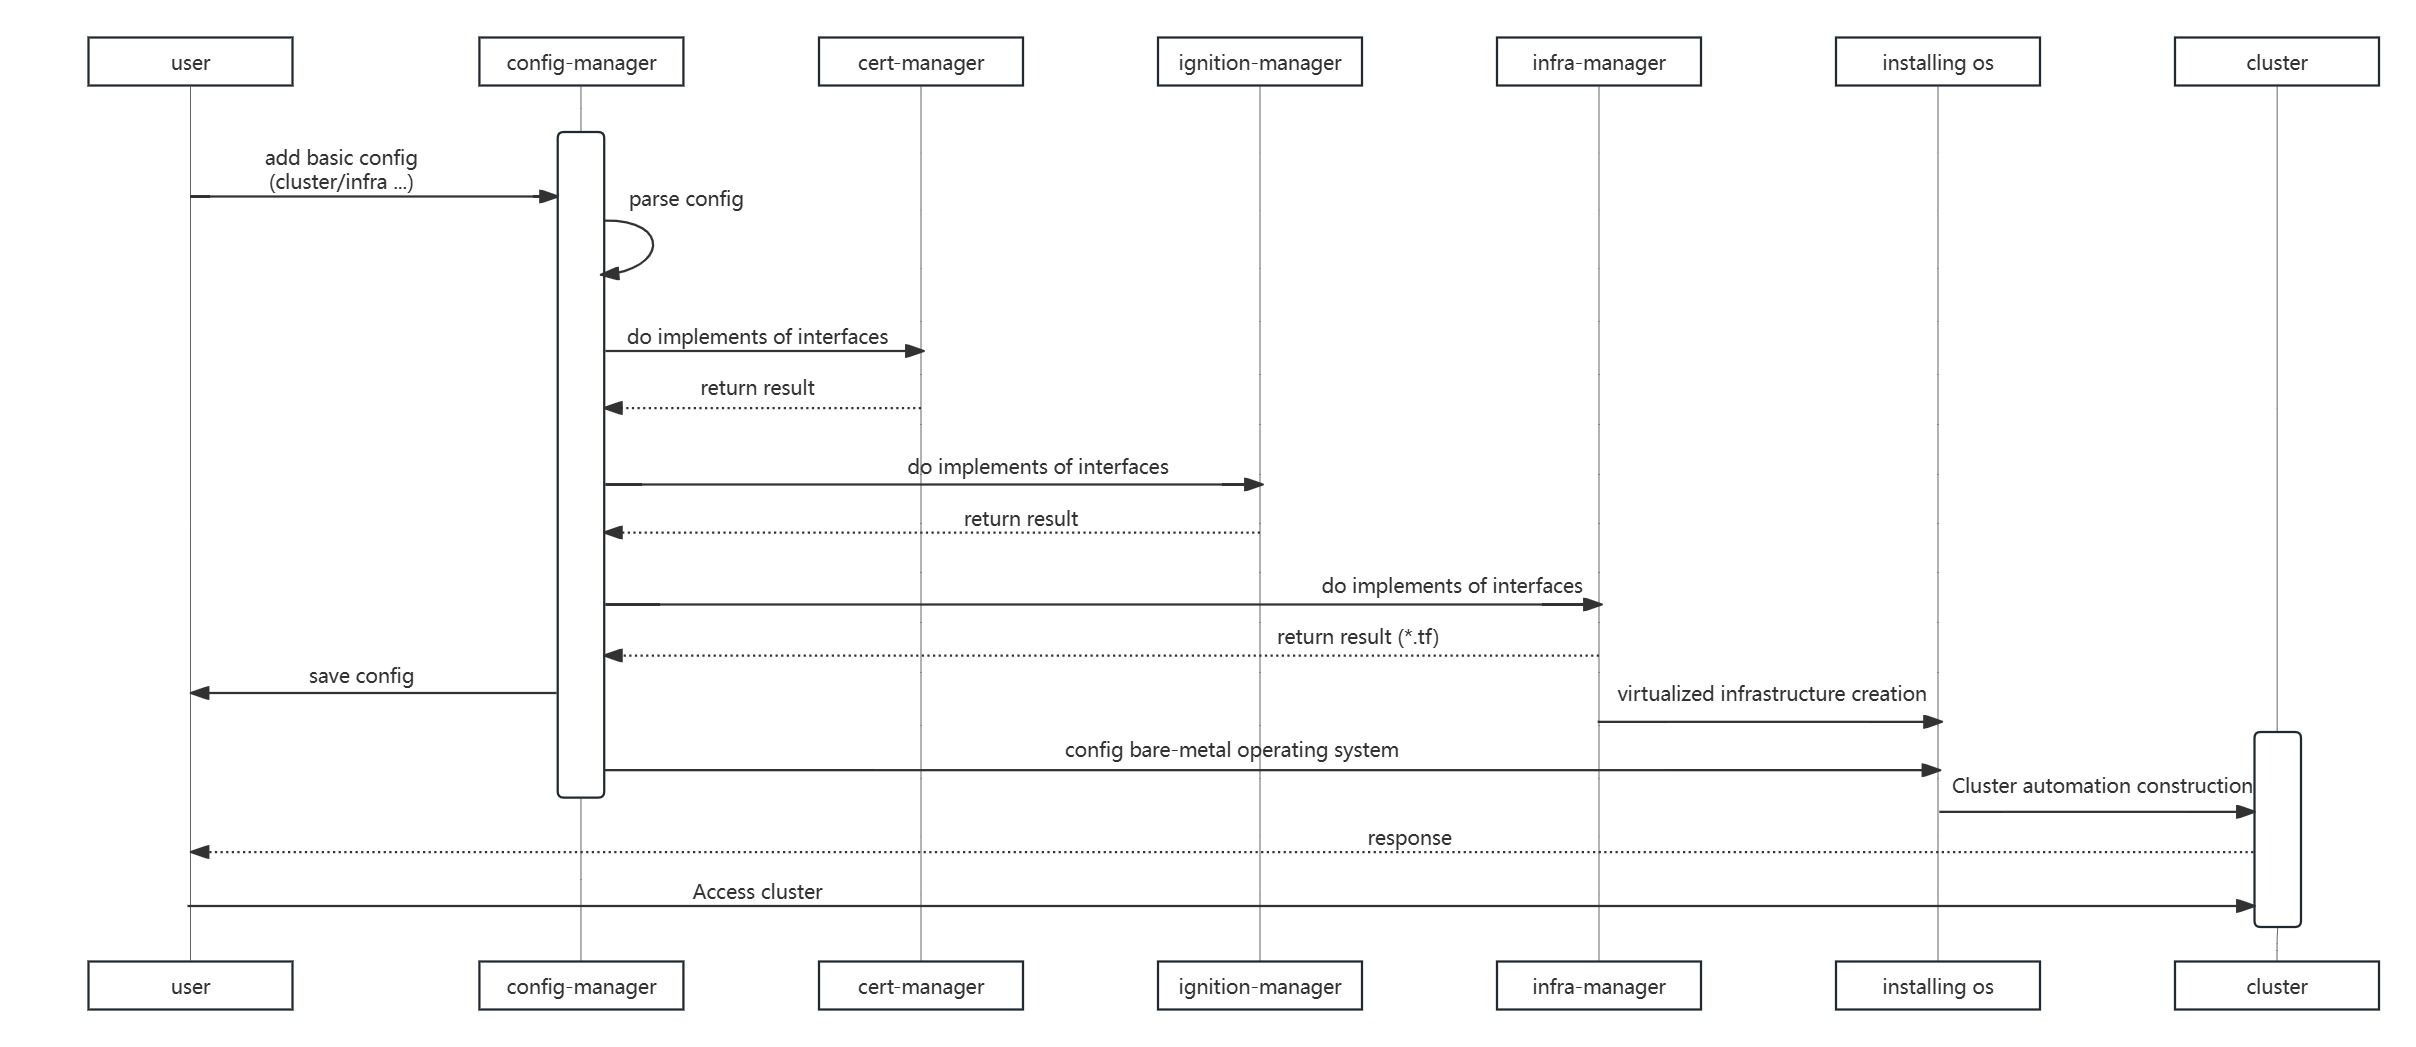 user
config-manager
cert-manager
ignition-manager
infra-manager
installing os
cluster
add basic config
(cluster/infra ...)
parse config
do implements of interfaces
return result
do implements of interfaces
return result
do implements of interfaces
return result (*.tf)
save config
virtualized infrastructure creation
config bare-metal operating system
Cluster automation construction
response
Access cluster
user
config-manager
cert-manager
ignition-manager
infra-manager
installing os
cluster